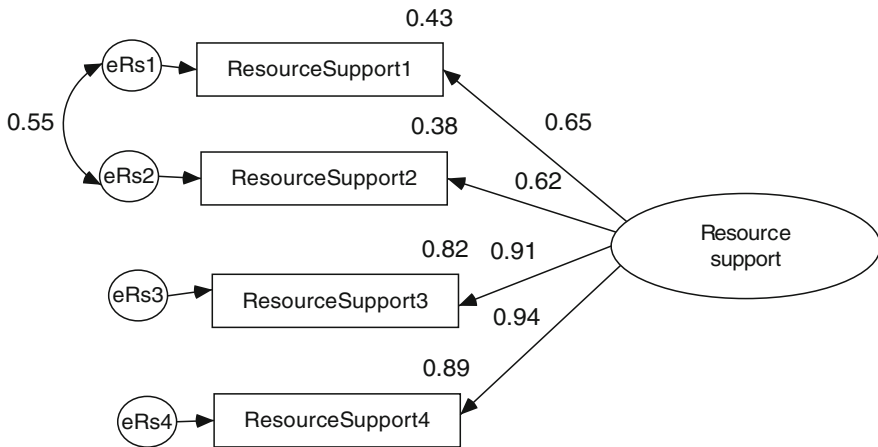 0.43
eRs1
ResourceSupport1
0.55
0.65
0.38
eRs2
ResourceSupport2
0.62
Resource
support
0.82
0.91
eRs3
ResourceSupport3
0.94
0.89
eRs4
ResourceSupport4